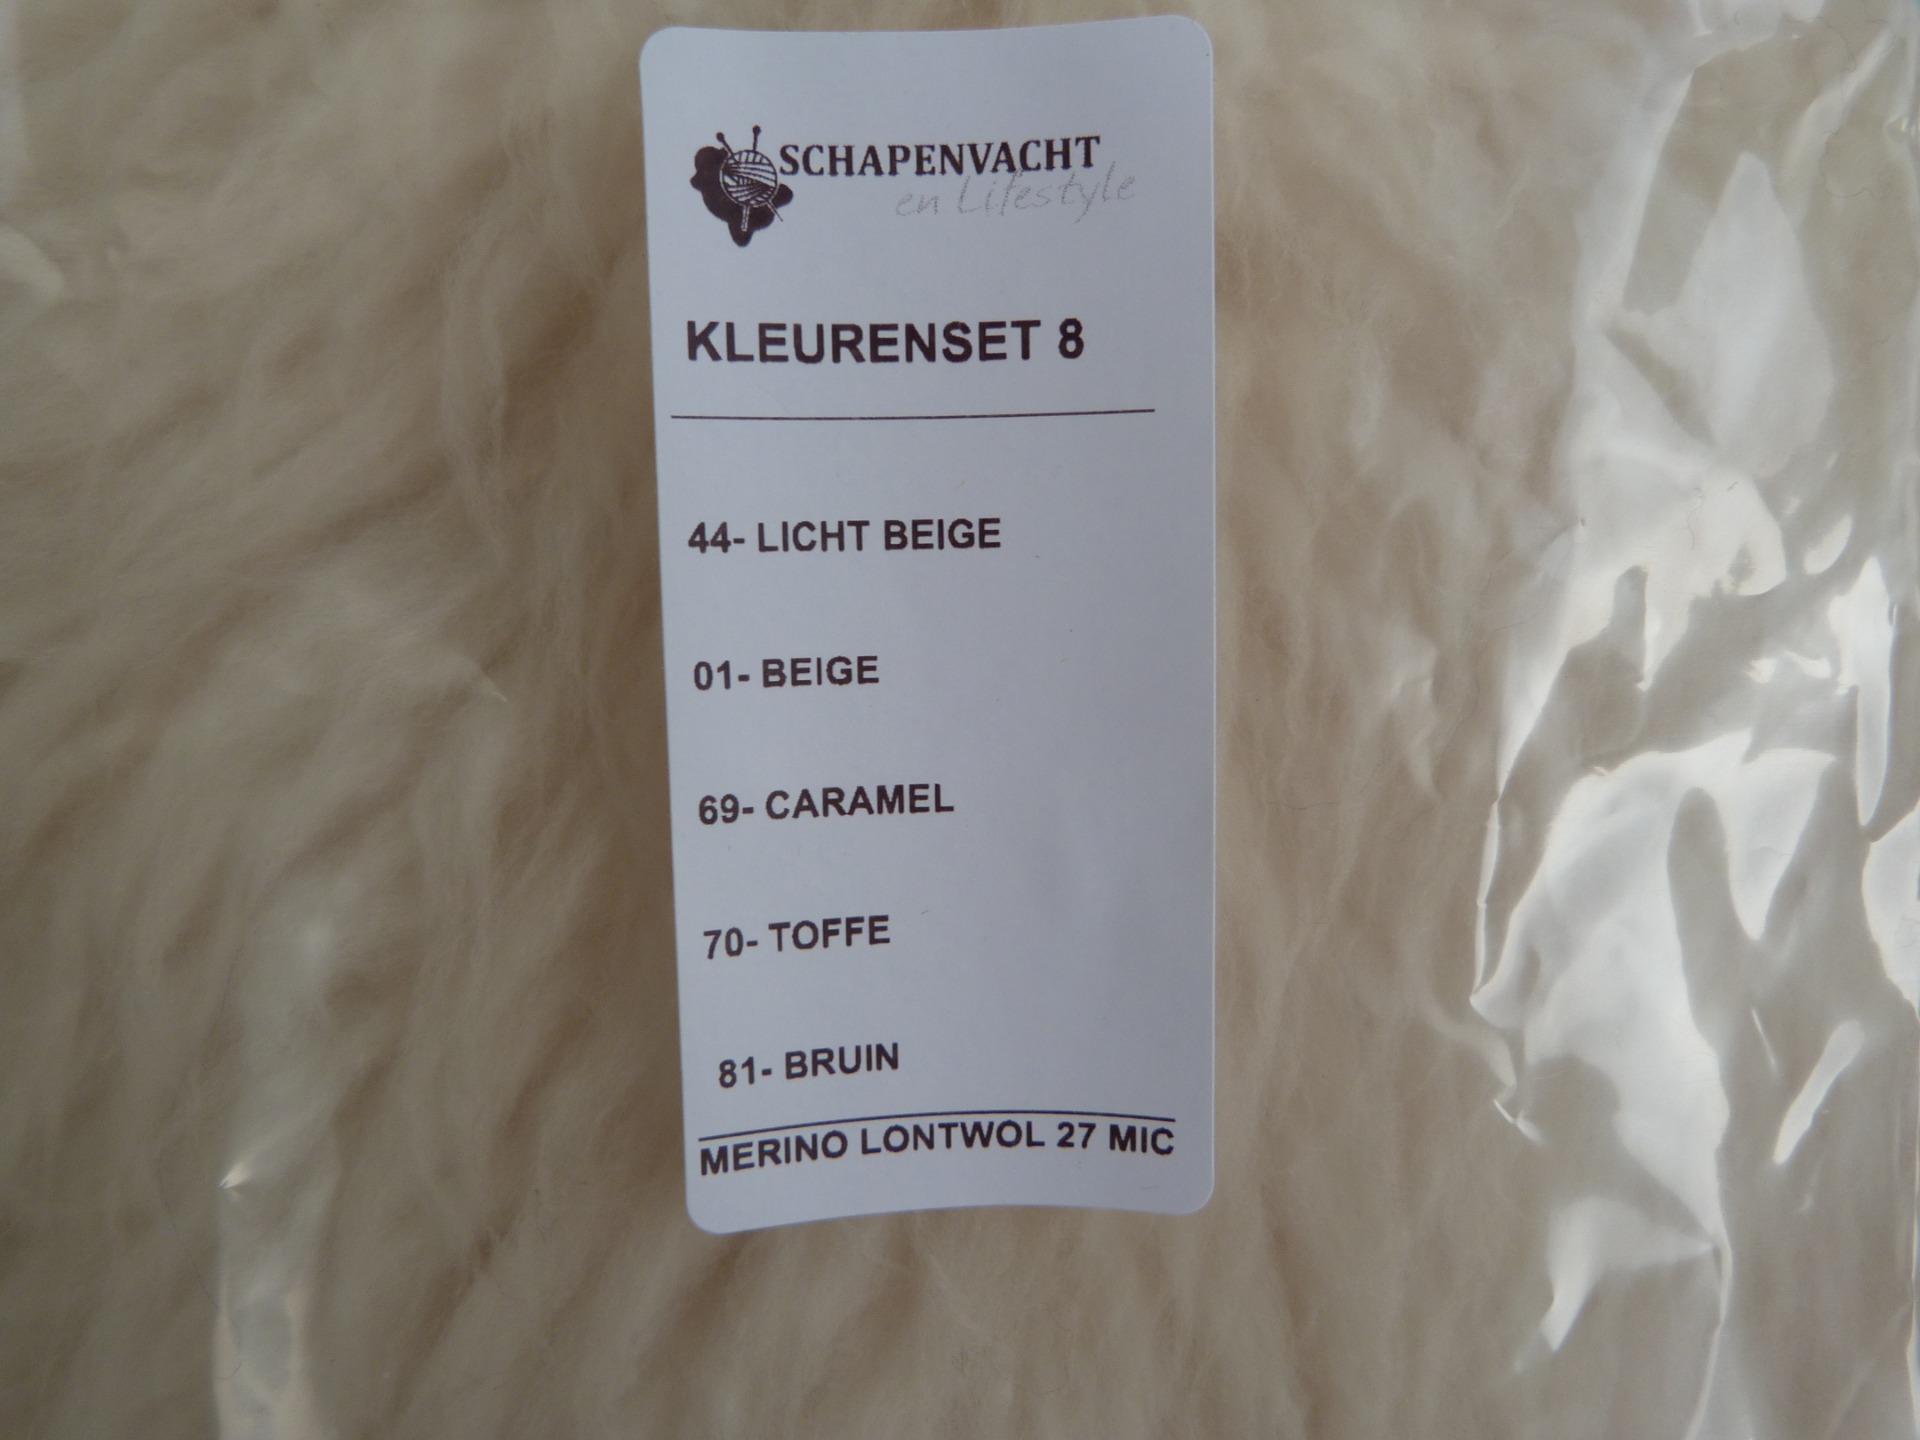 SCHAPENVACHT
en Lifestyle
KLEURENSET 8
44- LICHT BEIGE
01- BEIGE
69- CARAMEL
70- TOFFE
81- BRUIN
MERINO LONTWOL 27 MIC